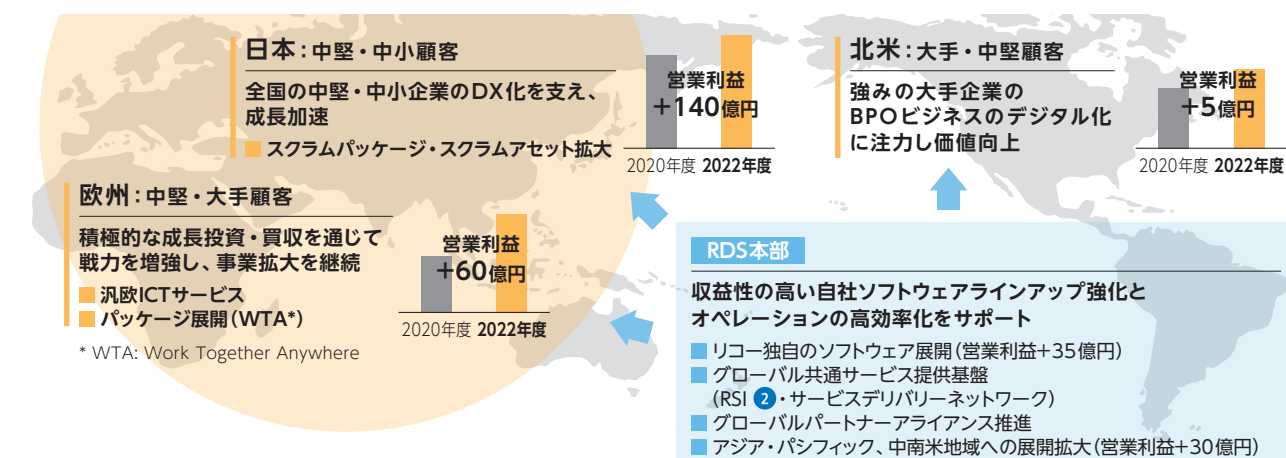 日本：中堅・中小顧客
全国の中堅・中小企業のDX化を支え、
成長加速
スクラムパッケージ・スクラムアセット拡大
営業利益
＋140億円
2020年度 2022年度
北米：大手・中堅顧客
強みの大手企業の
BPOビジネスのデジタル化
に注力し価値向上
営業利益
＋5億円
2020年度 2022年度
欧州：中堅・大手顧客
積極的な成長投資・買収を通じて
戦力を増強し、事業拡大を継続
汎欧ICTサービス
パッケージ展開（WTA*）
* WTA: Work Together Anywhere
営業利益
＋60億円
2020年度 2022年度
RDS本部
収益性の高い自社ソフトウェアラインアップ強化と
オペレーションの高効率化をサポート
リコー独自のソフトウェア展開（営業利益+35億円）
グローバル共通サービス提供基盤
（RSI 2・サービスデリバリーネットワーク）
グローバルパートナーアライアンス推進
アジア・パシフィック、中南米地域への展開拡大（営業利益+30億円）